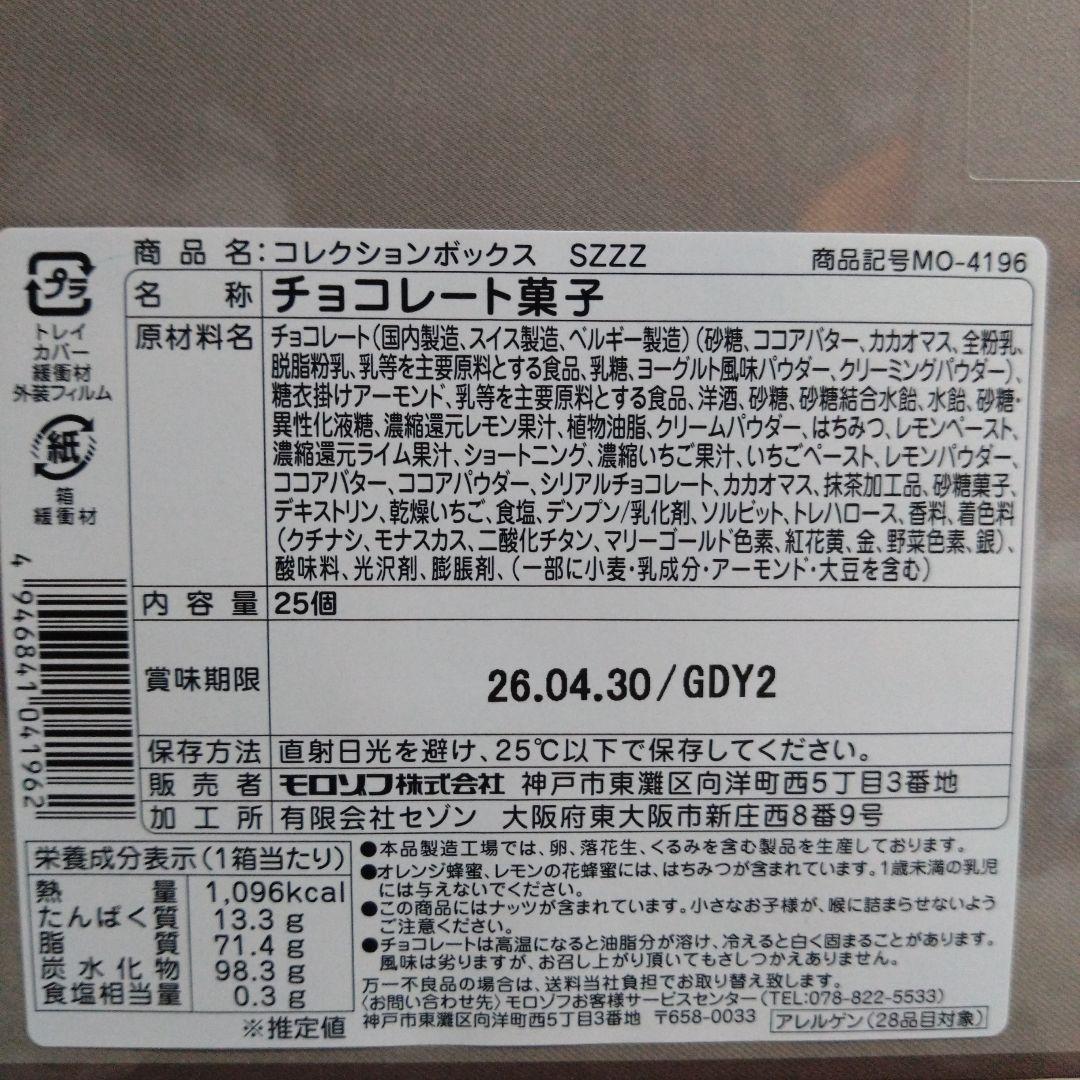 商品名:コレクションボックス SZZZ
商品記号MO-4196
プラ
トレイ
カバー
緩衝材
外装フィルム
紙
箱
緩衝材
4 946841 041962
名称 チョコレート菓子
原材料名 チョコレート(国内製造、スイス製造、ベルギー製造)(砂糖、ココアバター、カカオマス、全粉乳、
脱脂粉乳、乳等を主要原料とする食品、乳糖、ヨーグルト風味パウダー、クリーミングパウダー)、
糖衣掛けアーモンド、乳等を主要原料とする食品、洋酒、砂糖、砂糖結合水飴、水飴、砂糖・
異性化液糖、濃縮還元レモン果汁、植物油脂、クリームパウダー、はちみつ、レモンペースト、
濃縮還元ライム果汁、ショートニング、濃縮いちご果汁、いちごペースト、レモンパウダー、
ココアバター、ココアパウダー、シリアルチョコレート、カカオマス、抹茶加工品、砂糖菓子、
デキストリン、乾燥いちご、食塩、デンプン/乳化剤、ソルビット、トレハロース、香料、着色料
(クチナシ、モナスカス、二酸化チタン、マリーゴールド色素、紅花黄、金、野菜色素、銀)、
酸味料、光沢剤、膨脹剤、(一部に小麦・乳成分・アーモンド・大豆を含む)
内容量 25個
賞味期限 26.04.30/GDY2
保存方法 直射日光を避け、25℃以下で保存してください。
販売者 モロゾフ株式会社 神戸市東灘区向洋町西5丁目3番地
加工所 有限会社セゾン 大阪府東大阪市新庄西8番9号
栄養成分表示(1箱当たり)
熱量 1,096kcal
たんぱく質 13.3 g
脂質 71.4 g
炭水化物 98.3 g
食塩相当量 0.3 g
※推定値
●本品製造工場では、卵、落花生、くるみを含む製品を生産しております。
●オレンジ蜂蜜、レモンの花蜂蜜には、はちみつが含まれています。1歳未満の乳児
には与えないでください。
●この商品にはナッツが含まれています。小さなお子様が、喉に詰まらせないよう
ご注意ください。
●チョコレートは高温になると油脂分が溶け、冷えると白く固まることがあります。
風味は劣りますが、お召し上がり頂いてもさしつかえありません。
万一不良品の場合は、送料当社負担でお取り替え致します。
〈お問い合わせ先〉モロゾフお客様サービスセンター(TEL:078-822-5533)
神戸市東灘区向洋町西5丁目3番地 〒658-0033 アレルゲン(28品目対象)